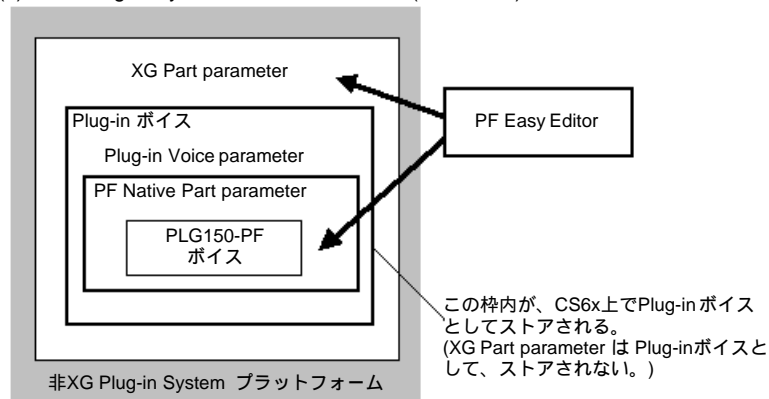 XG Part parameter
Plug-in ボイス
Plug-in Voice parameter
PF Native Part parameter
PLG150-PF
ボイス
PF Easy Editor
この枠内が、CS6x上でPlug-in ボイス
としてストアされる。
(XG Part parameter は Plug-inボイスと
して、ストアされない。)
非XG Plug-in System プラットフォーム